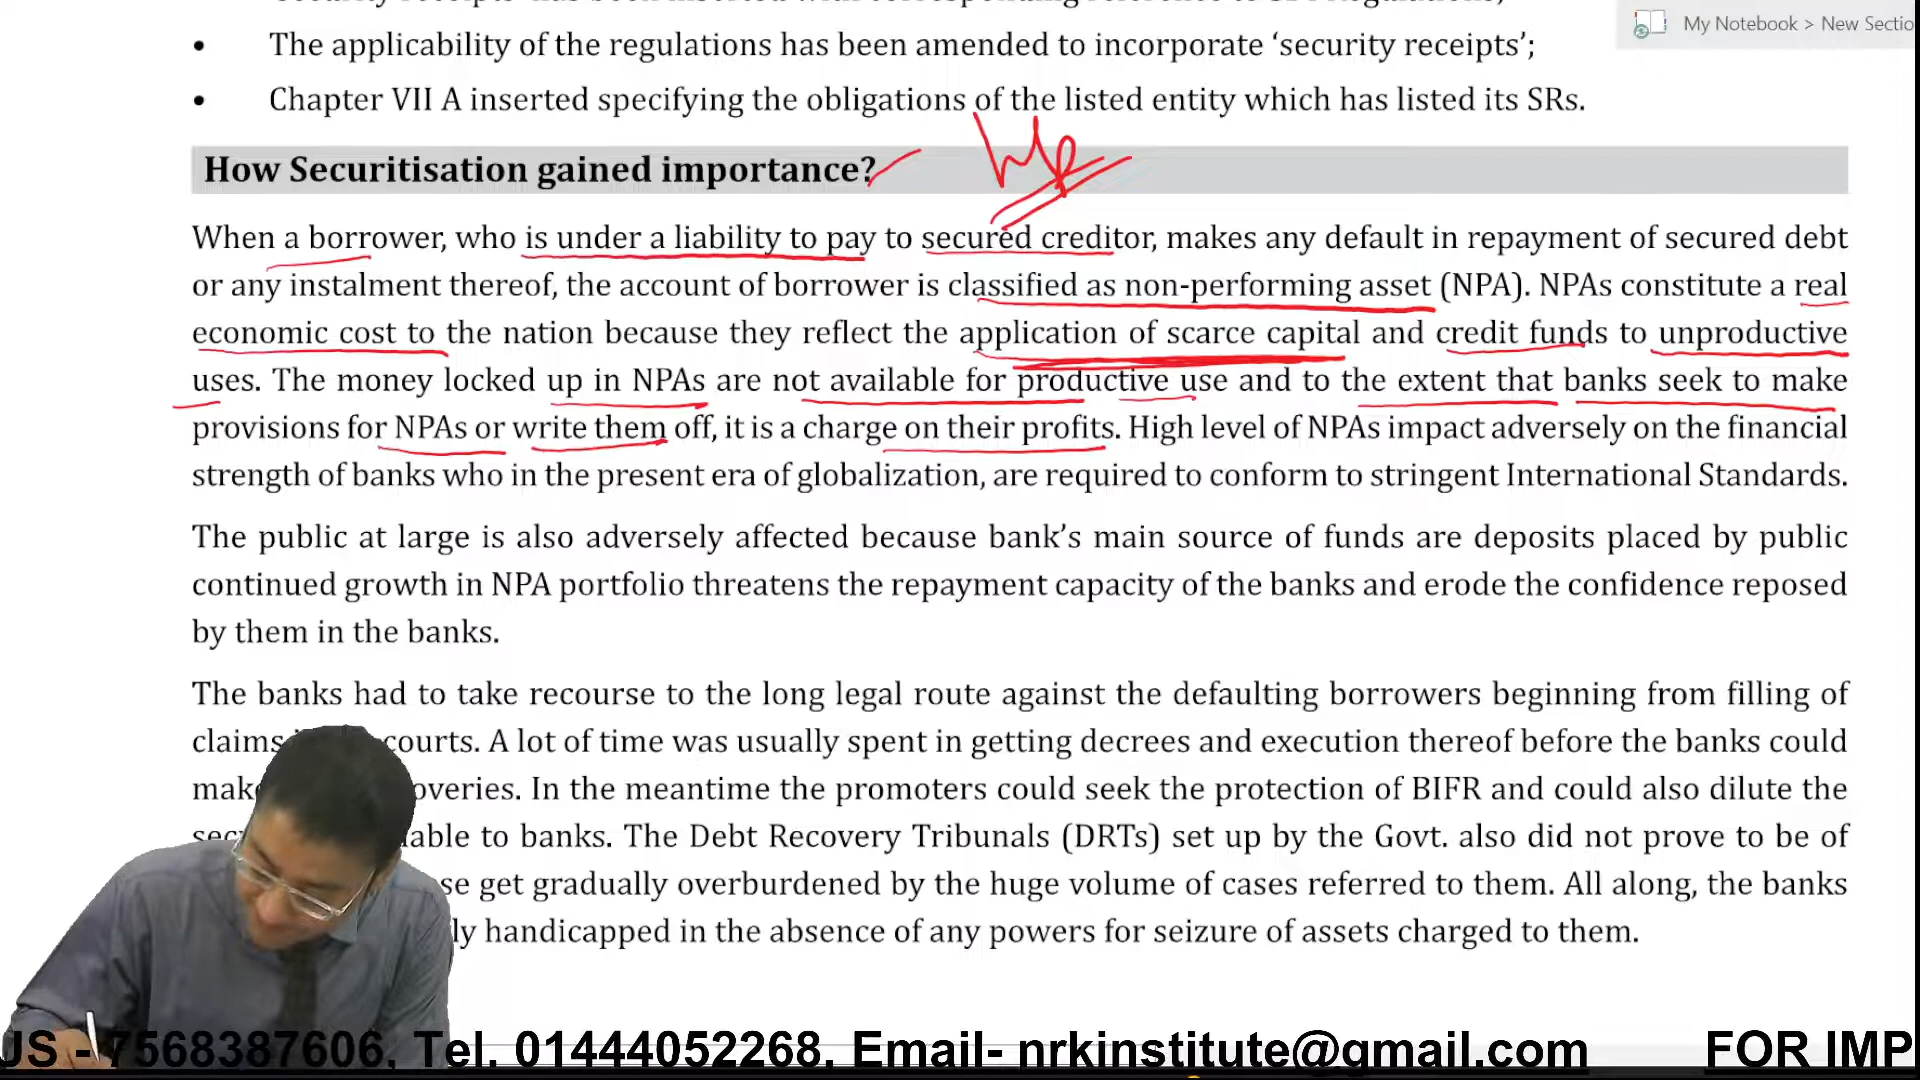 My Notebook > New Sectio
• The applicability of the regulations has been amended to incorporate ‘security receipts’;
• Chapter VII A inserted specifying the obligations of the listed entity which has listed its SRs.
How Securitisation gained importance?
When a borrower, who is under a liability to pay to secured creditor, makes any default in repayment of secured debt
or any instalment thereof, the account of borrower is classified as non-performing asset (NPA). NPAs constitute a real
economic cost to the nation because they reflect the application of scarce capital and credit funds to unproductive
uses. The money locked up in NPAs are not available for productive use and to the extent that banks seek to make
provisions for NPAs or write them off, it is a charge on their profits. High level of NPAs impact adversely on the financial
strength of banks who in the present era of globalization, are required to conform to stringent International Standards.
The public at large is also adversely affected because bank’s main source of funds are deposits placed by public
continued growth in NPA portfolio threatens the repayment capacity of the banks and erode the confidence reposed
by them in the banks.
The banks had to take recourse to the long legal route against the defaulting borrowers beginning from filling of
claims courts. A lot of time was usually spent in getting decrees and execution thereof before the banks could
overies. In the meantime the promoters could seek the protection of BIFR and could also dilute the
able to banks. The Debt Recovery Tribunals (DRTs) set up by the Govt. also did not prove to be of
se get gradually overburdened by the huge volume of cases referred to them. All along, the banks
ly handicapped in the absence of any powers for seizure of assets charged to them.
JS - 7568387606, Tel. 01444052268, Email- nrkinstitute@gmail.com FOR IMP